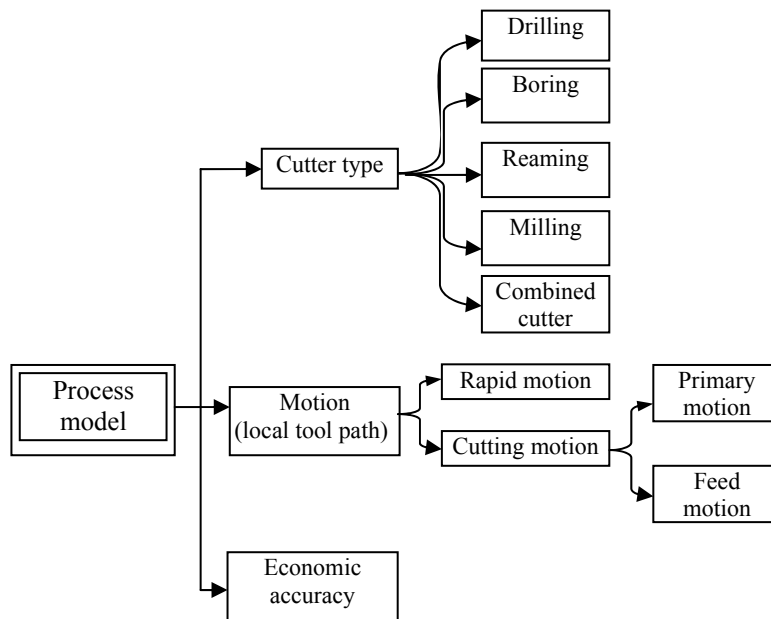 Drilling
Boring
Cutter type
Reaming
Milling
Combined
cutter
Process
model
Motion
(local tool path)
Rapid motion
Cutting motion
Primary
motion
Feed
motion
Economic
accuracy